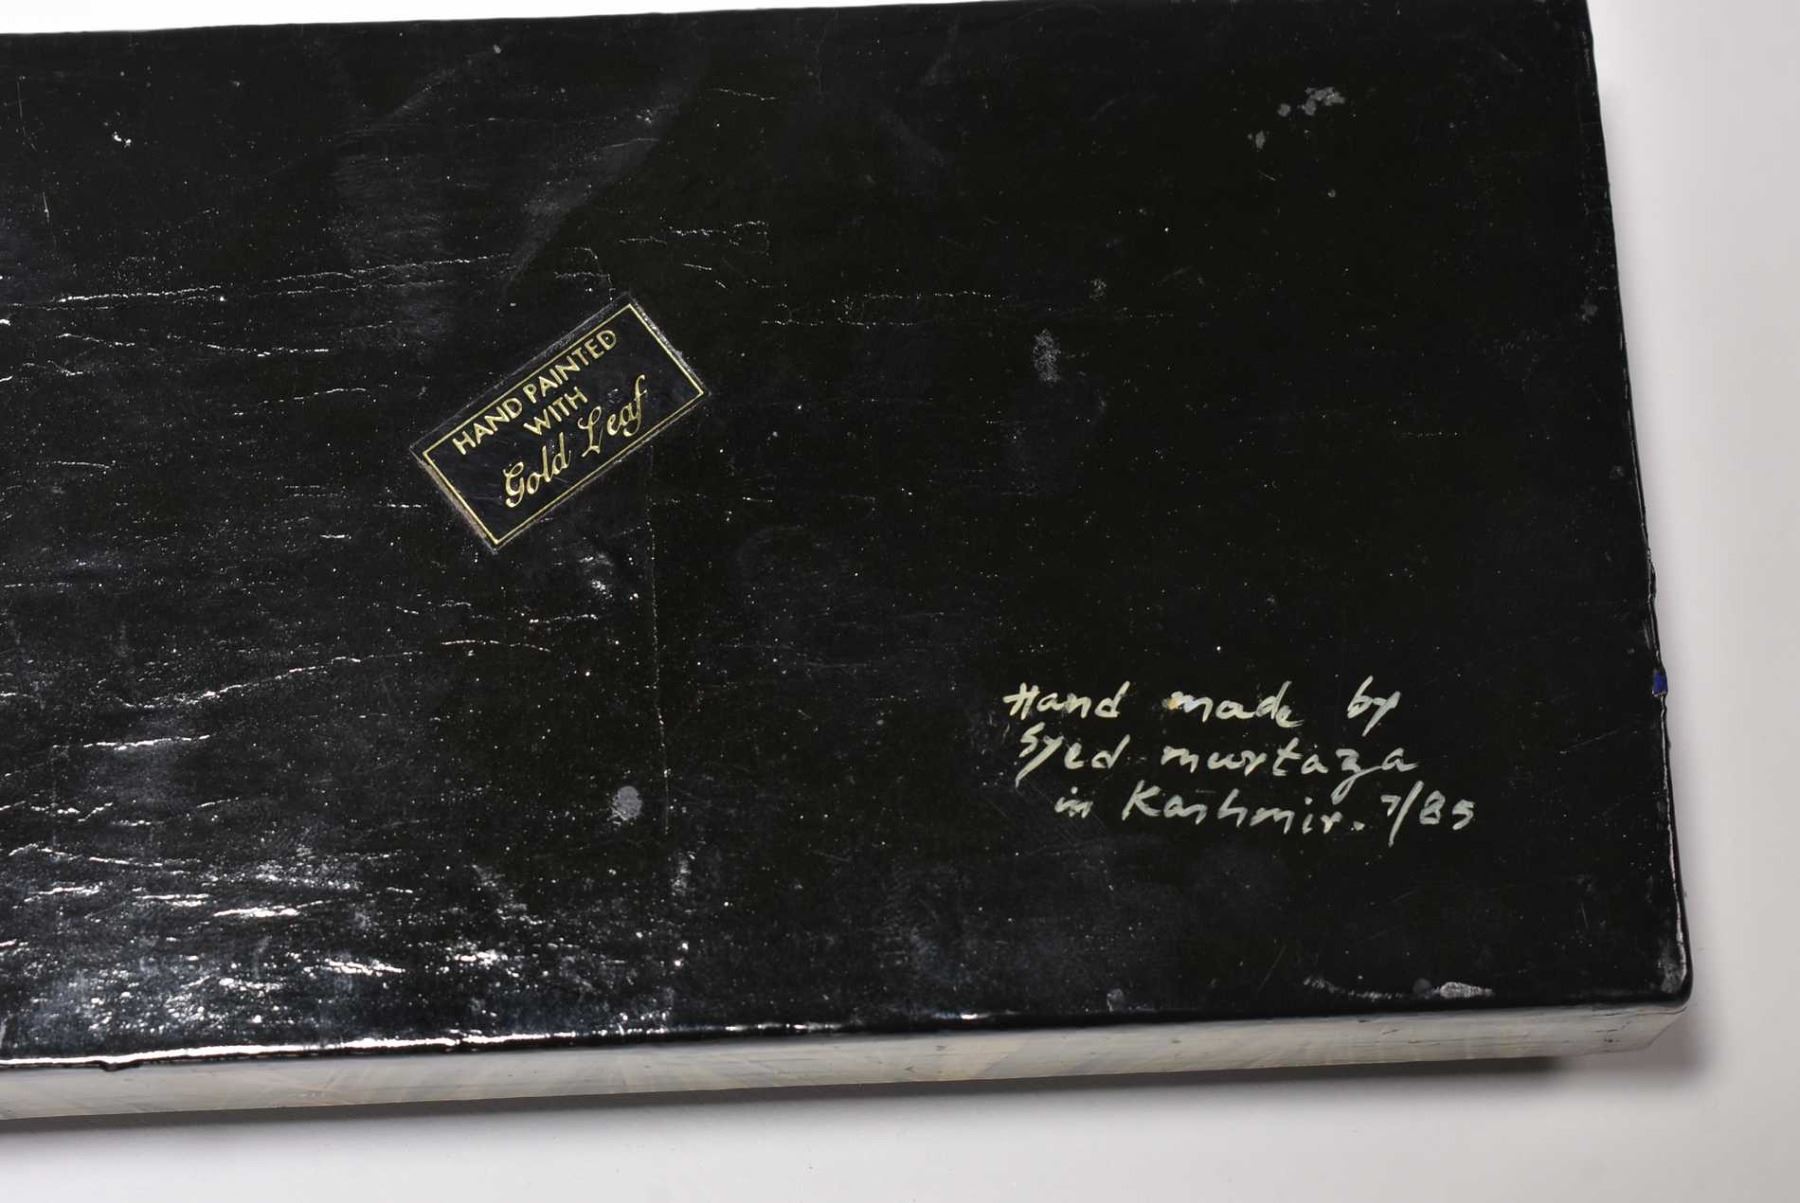 HAND PAINTED
WITH
Gold Leaf
Hand made by
Syed murtaza
in Kashmir. 7/85